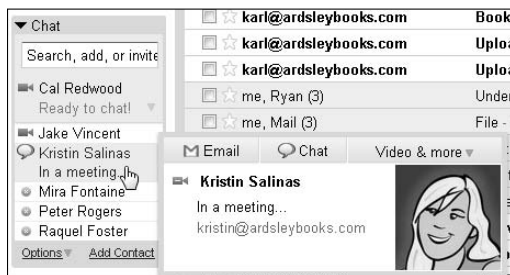 Chat
Search, add, or invite
Cal Redwood
Ready to chat!
Jake Vincent
Kristin Salinas
In a meeting...
Mira Fontaine
Peter Rogers
Raquel Foster
Options Add Contact
karl@ardsleybooks.com Book
karl@ardsleybooks.com Uploa
karl@ardsleybooks.com Uploa
me, Ryan (3) Under
me, Mail (3) File -
Email Chat Video & more
Kristin Salinas
In a meeting...
kristin@ardsleybooks.com